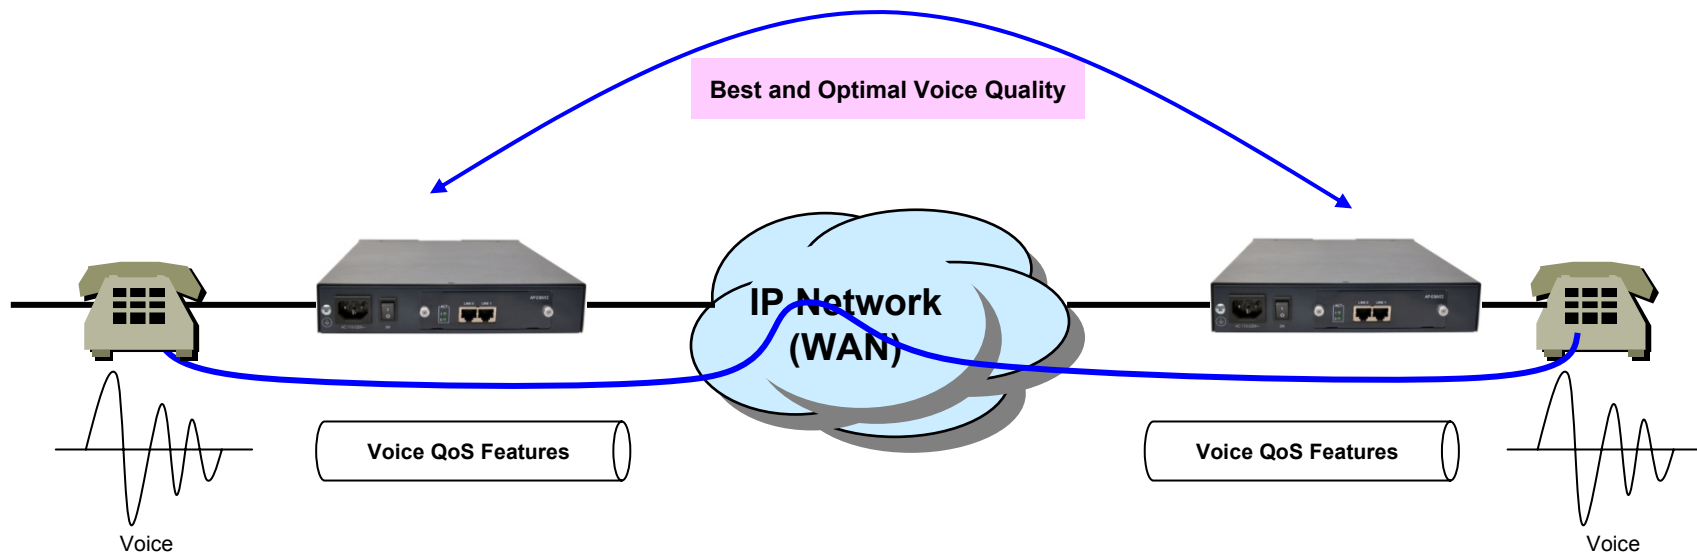 Best and Optimal Voice Quality
IP Network
(WAN)
Voice QoS Features
Voice QoS Features
Voice
Voice